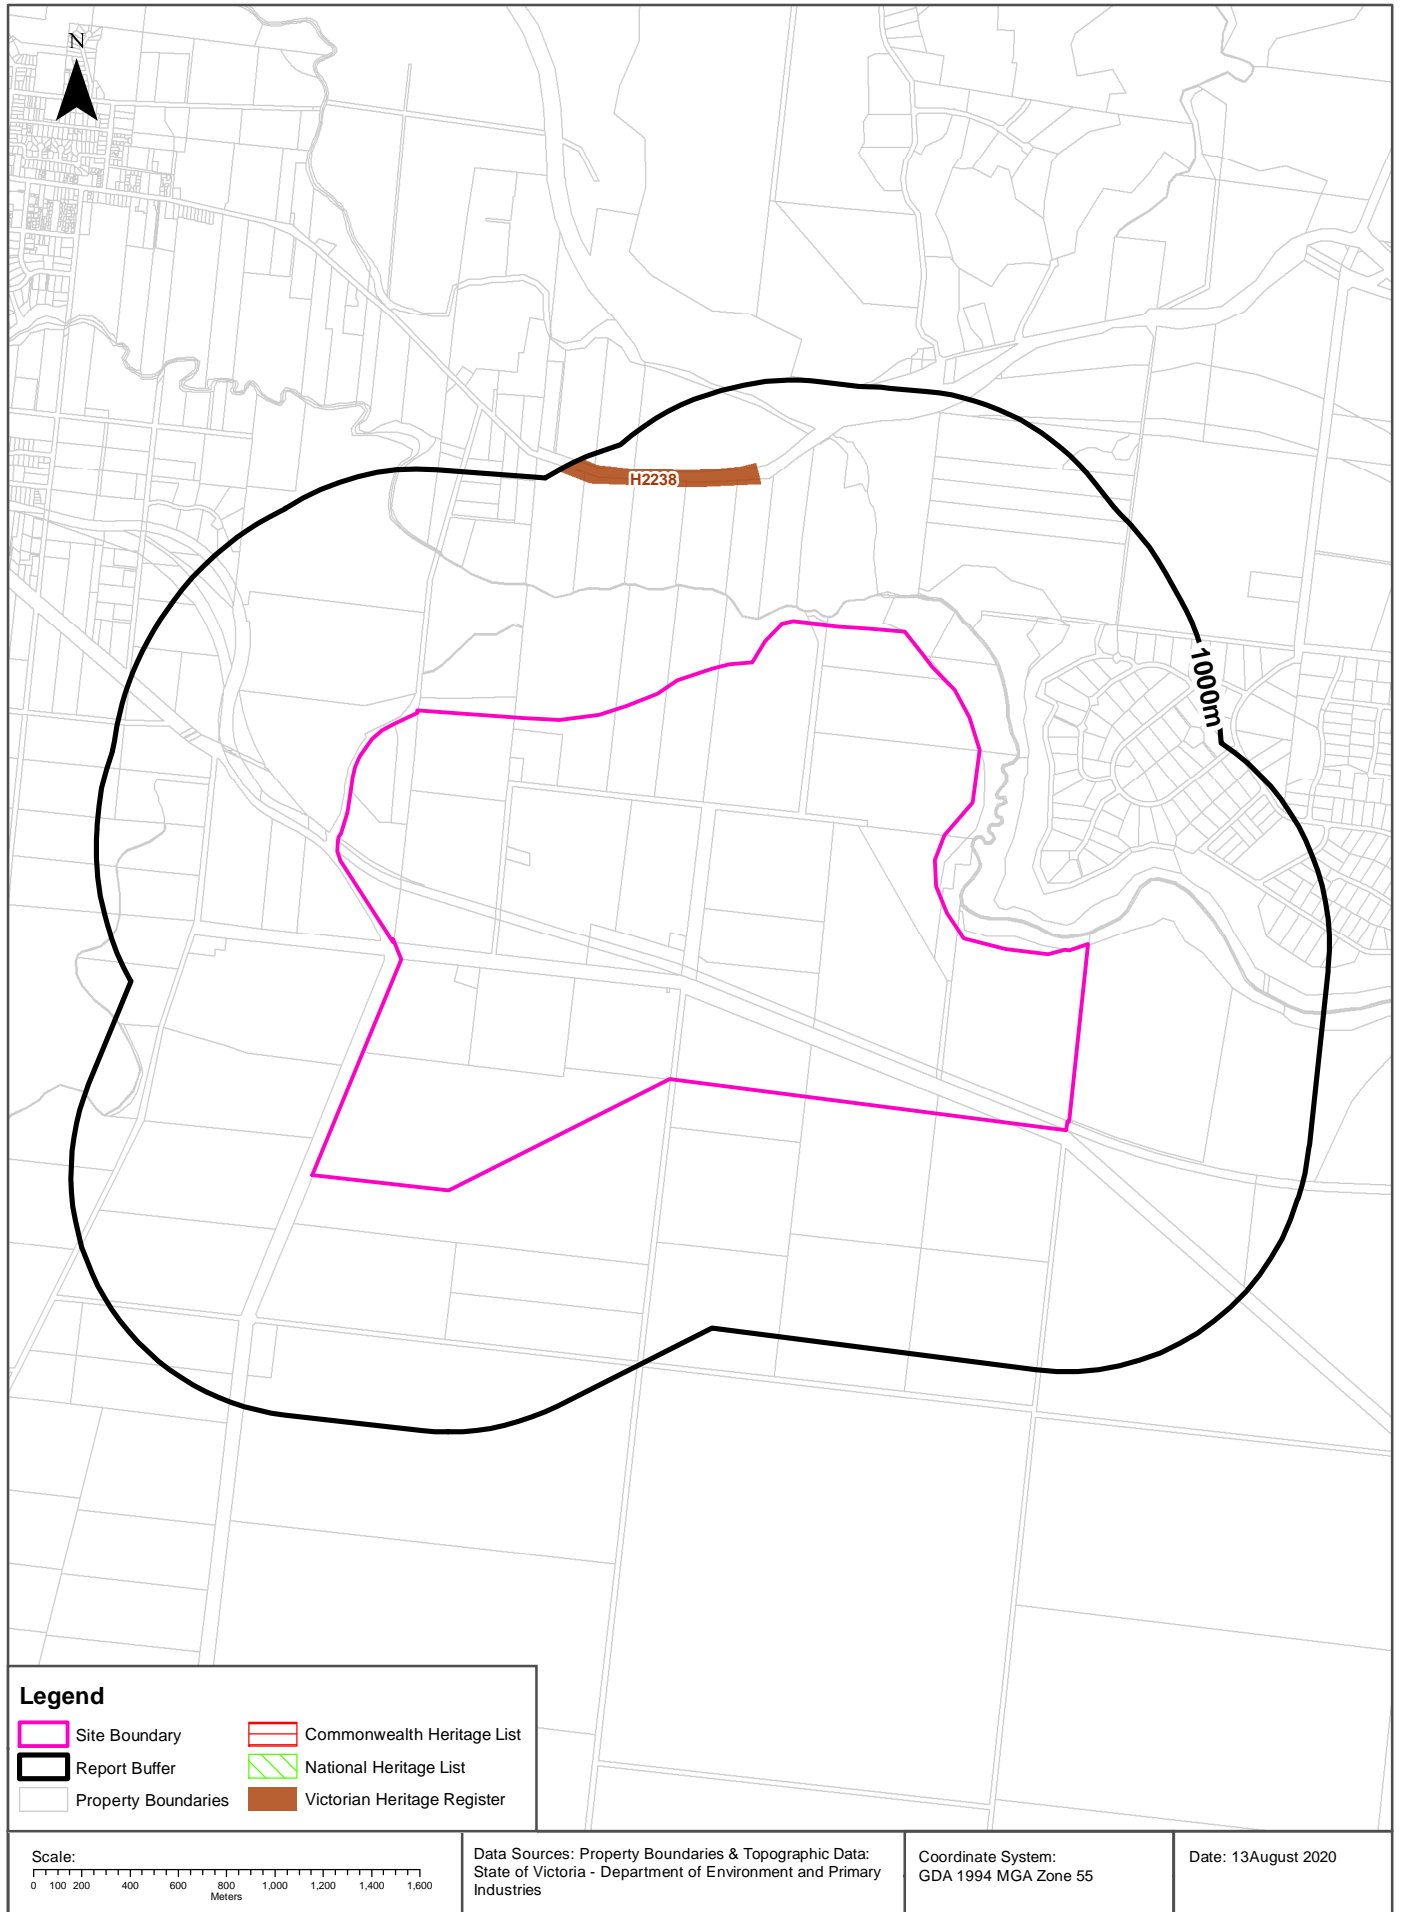 N
H2238
1000m
Legend
Site Boundary
Report Buffer
Property Boundaries
Commonwealth Heritage List
National Heritage List
Victorian Heritage Register
Scale:
0 100 200 400 600 800 1,000 1,200 1,400 1,600
Meters
Data Sources: Property Boundaries & Topographic Data:
State of Victoria - Department of Environment and Primary
Industries
Coordinate System:
GDA 1994 MGA Zone 55
Date: 13August 2020